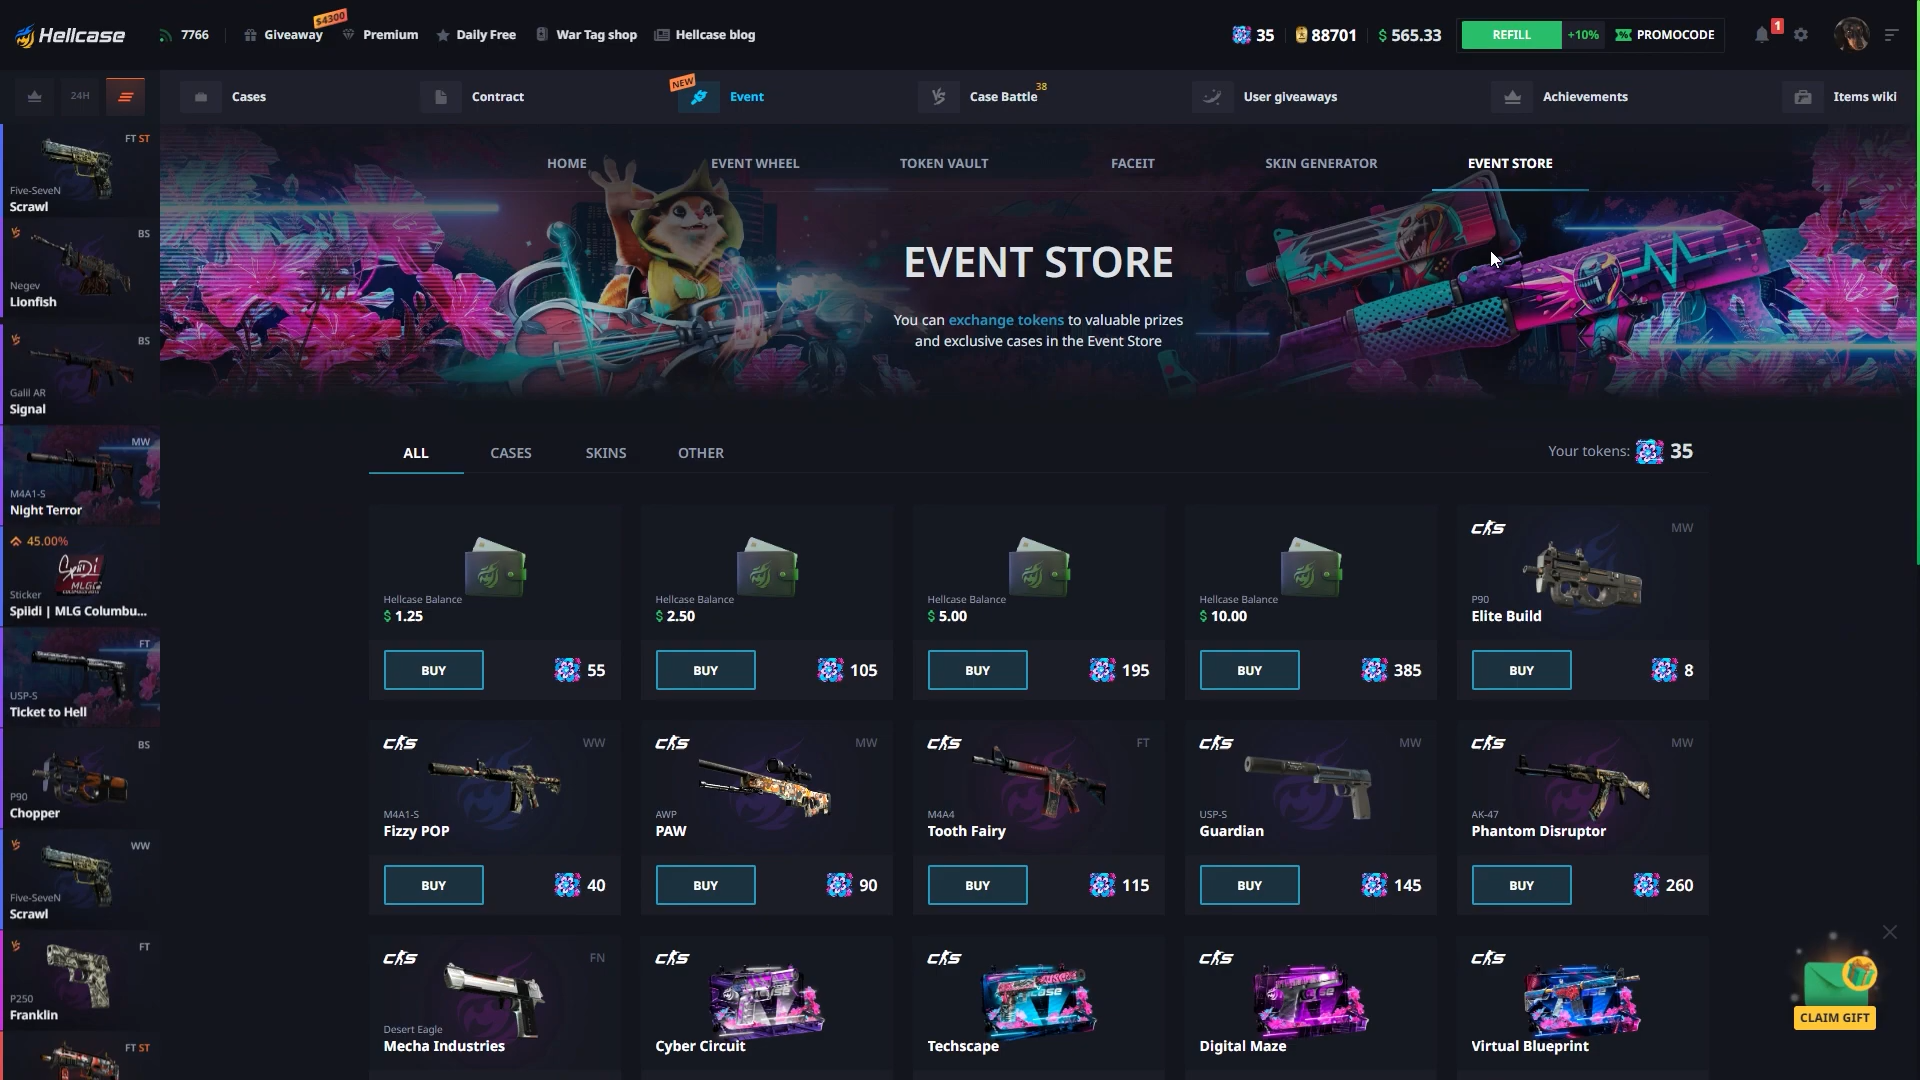 Hellcase
7766
Giveaway
$4300
Premium
Daily Free
War Tag shop
Hellcase blog
35
88701
$ 565.33
REFILL
+10%
PROMOCODE
1
24H
Cases
Contract
NEW
Event
Case Battle
38
User giveaways
Achievements
Items wiki
HOME
EVENT WHEEL
TOKEN VAULT
FACEIT
SKIN GENERATOR
EVENT STORE
EVENT STORE
You can exchange tokens to valuable prizes
and exclusive cases in the Event Store
FT ST
Five-SeveN
Scrawl
BS
Negev
Lionfish
BS
Galil AR
Signal
MW
M4A1-S
Night Terror
45.00%
Sticker
Spiidi | MLG Columbu...
FT
USP-S
Ticket to Hell
BS
P90
Chopper
WW
Five-SeveN
Scrawl
FT
P250
Franklin
FT ST
ALL
CASES
SKINS
OTHER
Your tokens: 35
Hellcase Balance
$ 1.25
BUY
55
Hellcase Balance
$ 2.50
BUY
105
Hellcase Balance
$ 5.00
BUY
195
Hellcase Balance
$ 10.00
BUY
385
MW
P90
Elite Build
BUY
8
WW
M4A1-S
Fizzy POP
BUY
40
MW
AWP
PAW
BUY
90
FT
M4A4
Tooth Fairy
BUY
115
MW
USP-S
Guardian
BUY
145
MW
AK-47
Phantom Disruptor
BUY
260
FN
Desert Eagle
Mecha Industries
Cyber Circuit
Techscape
Digital Maze
Virtual Blueprint
CLAIM GIFT